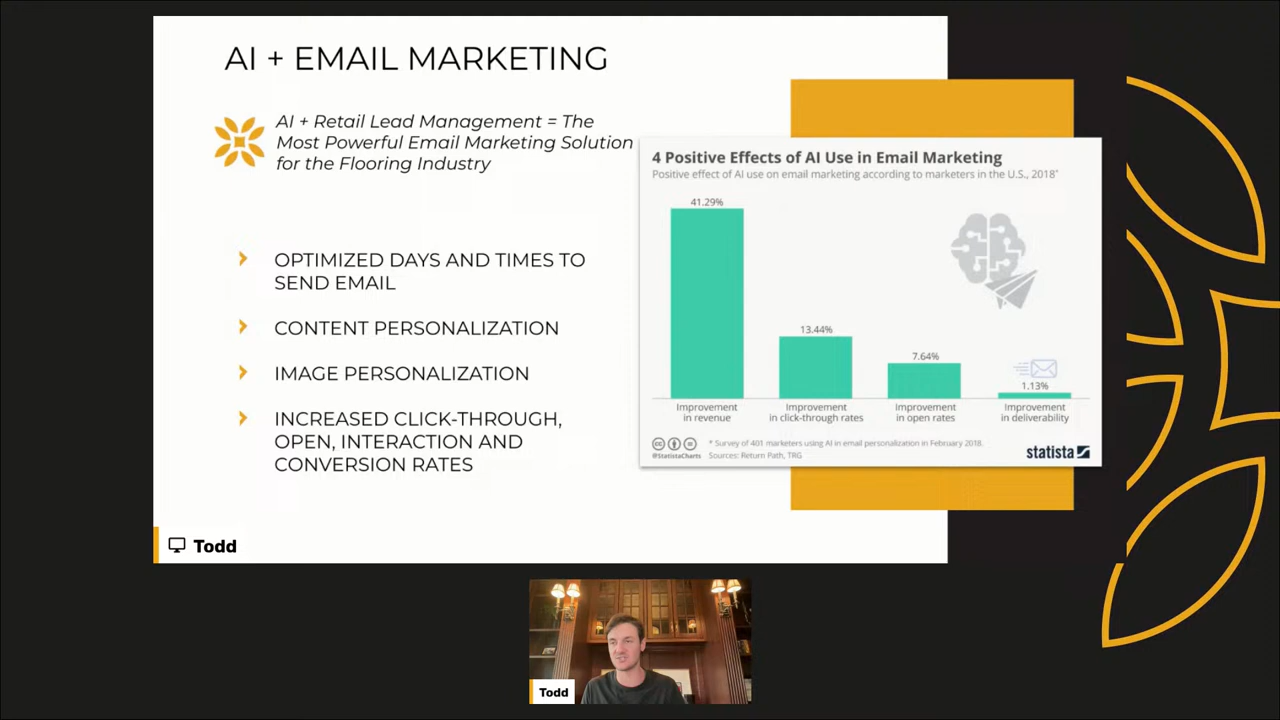 AI + EMAIL MARKETING
AI + Retail Lead Management = The
Most Powerful Email Marketing Solution
for the Flooring Industry
OPTIMIZED DAYS AND TIMES TO
SEND EMAIL
CONTENT PERSONALIZATION
IMAGE PERSONALIZATION
INCREASED CLICK-THROUGH,
OPEN, INTERACTION AND
CONVERSION RATES
4 Positive Effects of AI Use in Email Marketing
Positive effect of AI use on email marketing according to marketers in the U.S., 2018*
41.29%
13.44%
7.64%
1.13%
Improvement
in revenue
Improvement
in click-through rates
Improvement
in open rates
Improvement
in deliverability
* Survey of 401 marketers using AI in email personalization in February 2018.
@StatistaCharts Sources: Return Path, TRG
statista
Todd
Todd